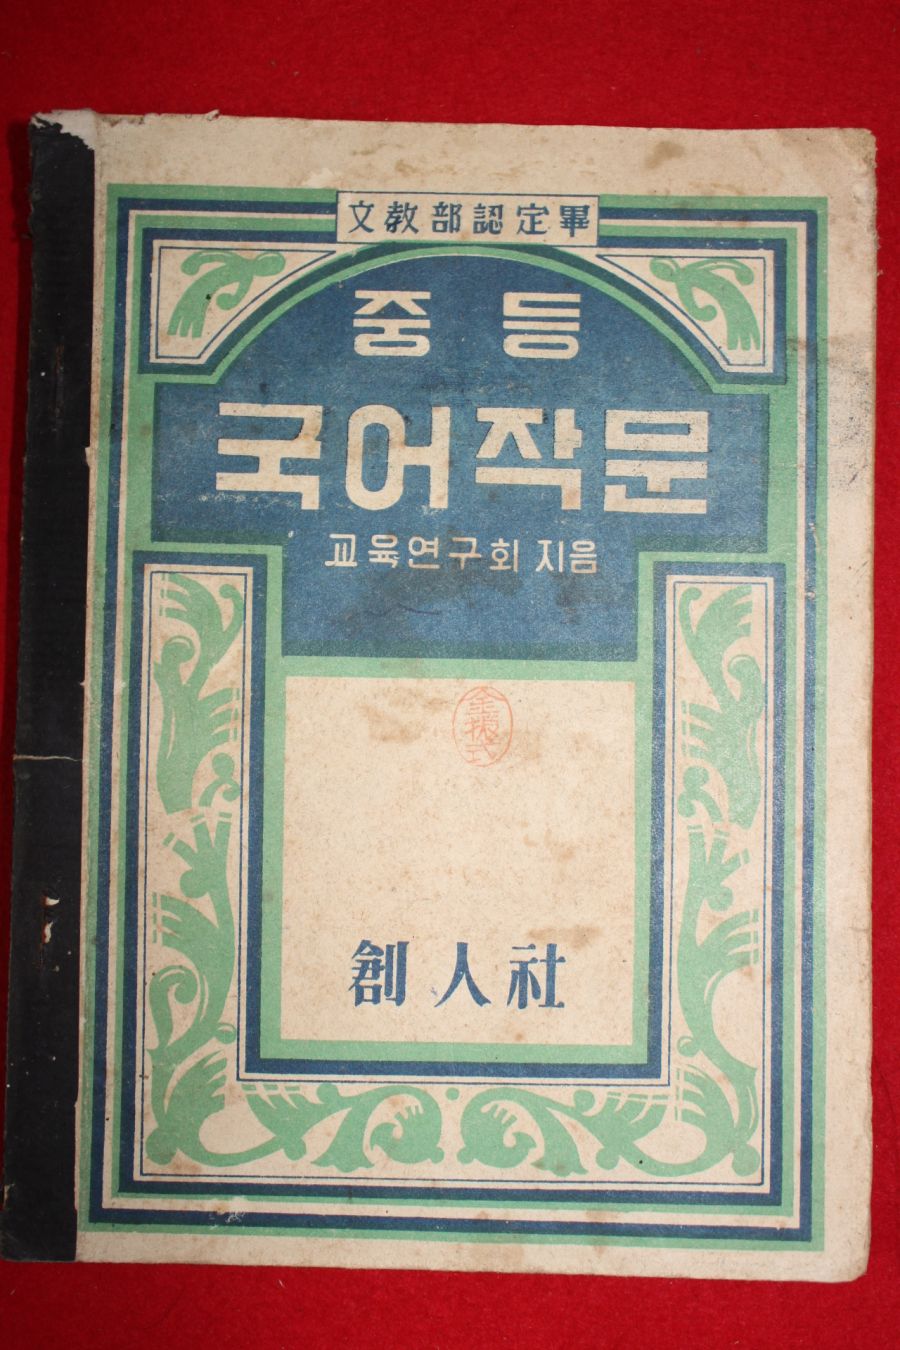 文敎部認定畢
중등
국어작문
교육연구회 지음
創人社